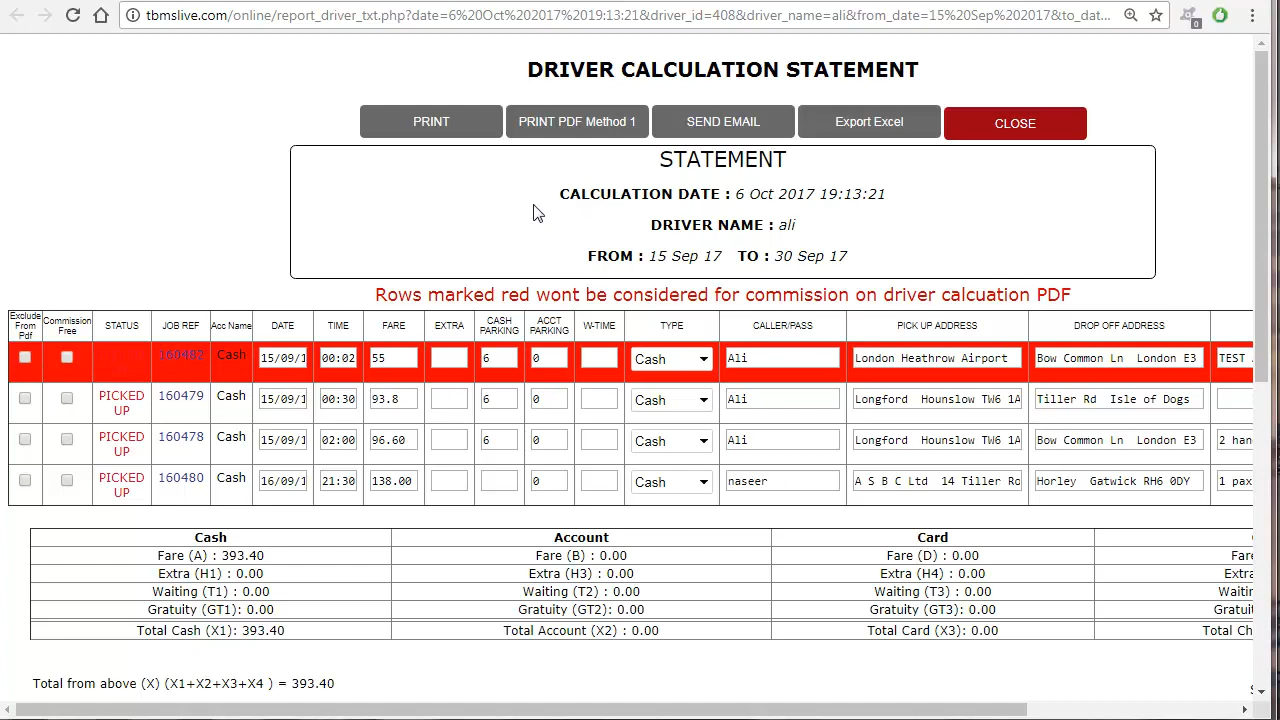 tbmslive.com/online/report_driver_txt.php?date=6%20Oct%202017%2019:13:21&driver_id=408&driver_name=ali&from_date=15%20Sep%202017&to_dat...
0
DRIVER CALCULATION STATEMENT
PRINT PRINT PDF Method 1 SEND EMAIL Export Excel CLOSE
STATEMENT
CALCULATION DATE : 6 Oct 2017 19:13:21
DRIVER NAME : ali
FROM : 15 Sep 17 TO : 30 Sep 17
Rows marked red wont be considered for commission on driver calcuation PDF
Exclude From Pdf Commission Free STATUS JOB REF Acc Name DATE TIME FARE EXTRA CASH PARKING ACCT PARKING W-TIME TYPE CALLER/PASS PICK UP ADDRESS DROP OFF ADDRESS
160482 Cash 15/09/1 00:02 55 6 0 Cash Ali London Heathrow Airport Bow Common Ln London E3 TEST
PICKED UP 160479 Cash 15/09/1 00:30 93.8 6 0 Cash Ali Longford Hounslow TW6 1A Tiller Rd Isle of Dogs
PICKED UP 160478 Cash 15/09/1 02:00 96.60 6 0 Cash Ali Longford Hounslow TW6 1A Bow Common Ln London E3 2 han
PICKED UP 160480 Cash 16/09/1 21:30 138.00 0 Cash naseer A S B C Ltd 14 Tiller Ro Horley Gatwick RH6 0DY 1 pax
Cash Account Card
Fare (A) : 393.40 Fare (B) : 0.00 Fare (D) : 0.00 Fare
Extra (H1) : 0.00 Extra (H3) : 0.00 Extra (H4) : 0.00 Extra
Waiting (T1) : 0.00 Waiting (T2) : 0.00 Waiting (T3) : 0.00 Waitin
Gratuity (GT1): 0.00 Gratuity (GT2): 0.00 Gratuity (GT3): 0.00 Gratuit
Total Cash (X1): 393.40 Total Account (X2) : 0.00 Total Card (X3): 0.00 Total Ch
Total from above (X) (X1+X2+X3+X4 ) = 393.40